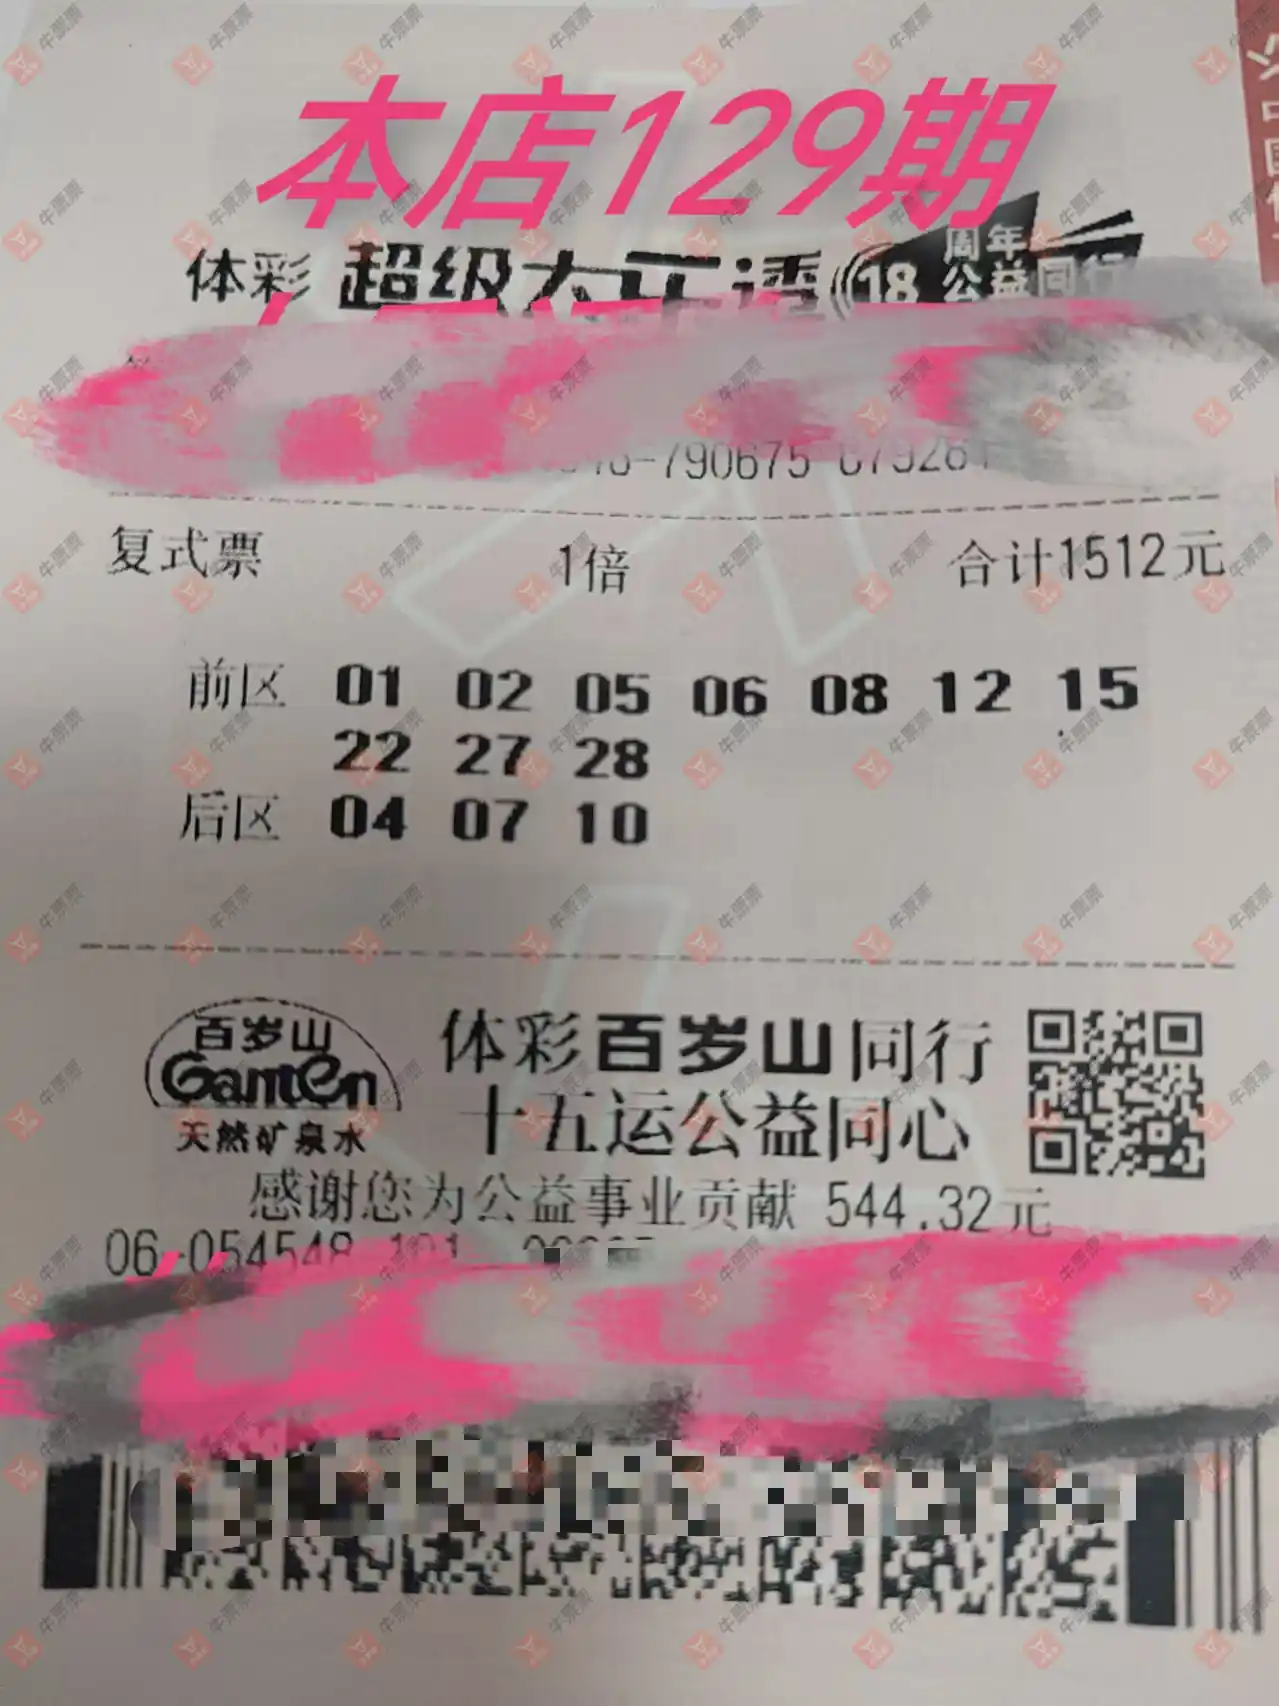 本店129期
体彩 超级大乐透 18 周年
公益同行
790675
复式票 1倍 合计1512元
前区 01 02 05 06 08 12 15
22 27 28
后区 04 07 10
百岁山
Ganten
天然矿泉水
体彩百岁山同行
十五运公益同心
感谢您为公益事业贡献 544.32元
06-054548 101
牛票票